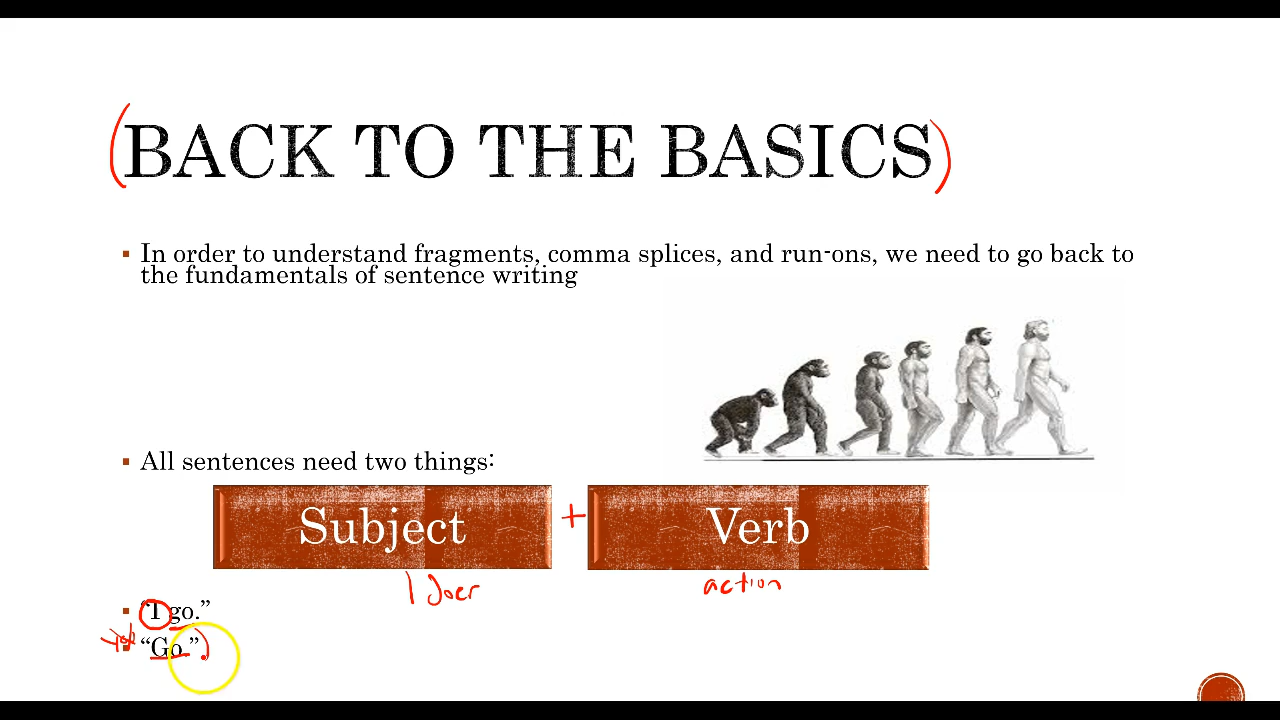 (BACK TO THE BASICS)
▪ In order to understand fragments, comma splices, and run-ons, we need to go back to
the fundamentals of sentence writing
▪ All sentences need two things:
Subject + Verb
doer action
▪ “I go.”
▪ “Go.”